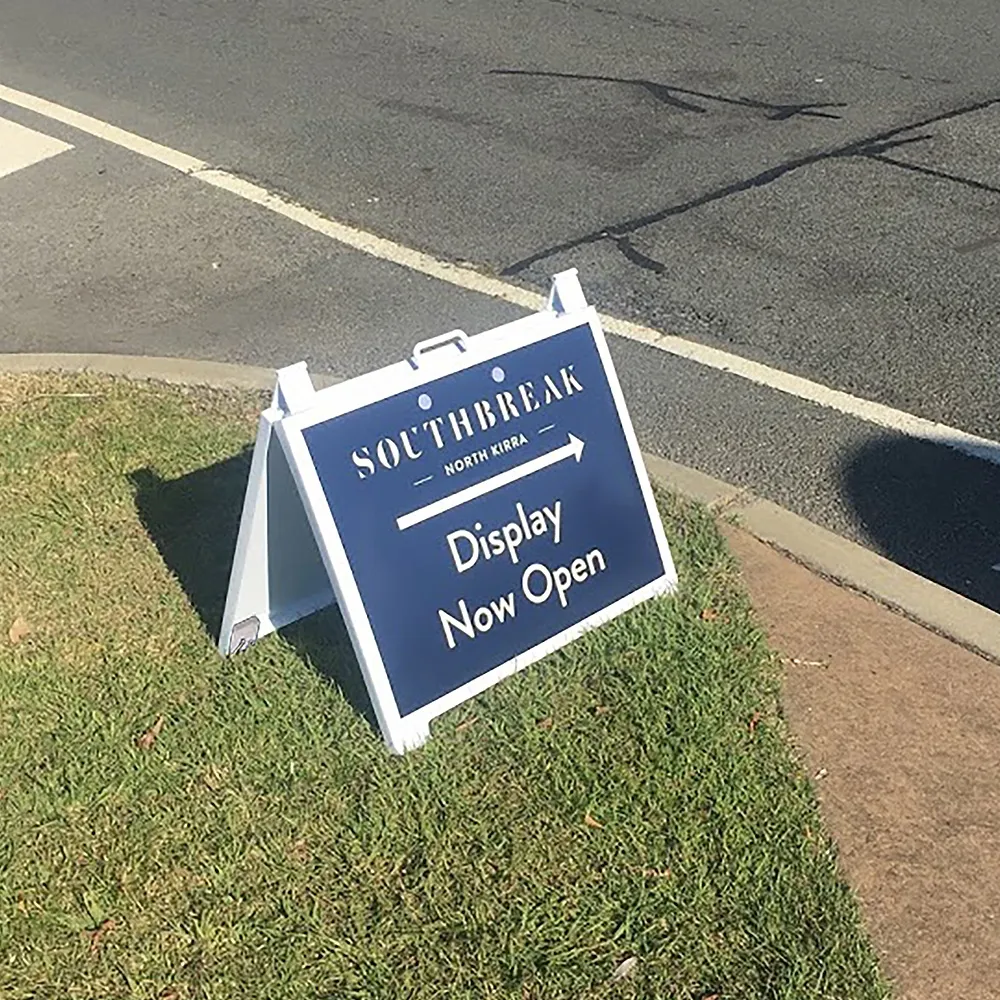 SOUTHBREAK
NORTH KIRRA
Display
Now Open